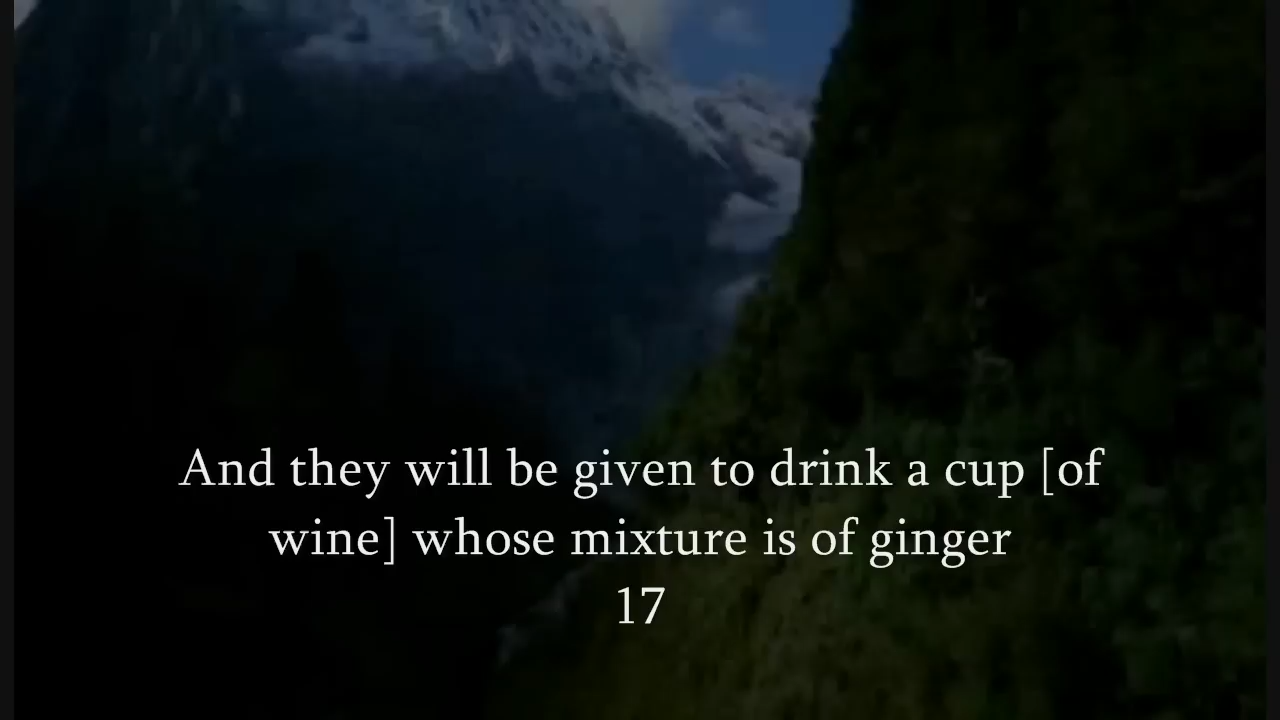 And they will be given to drink a cup [of
wine] whose mixture is of ginger
17